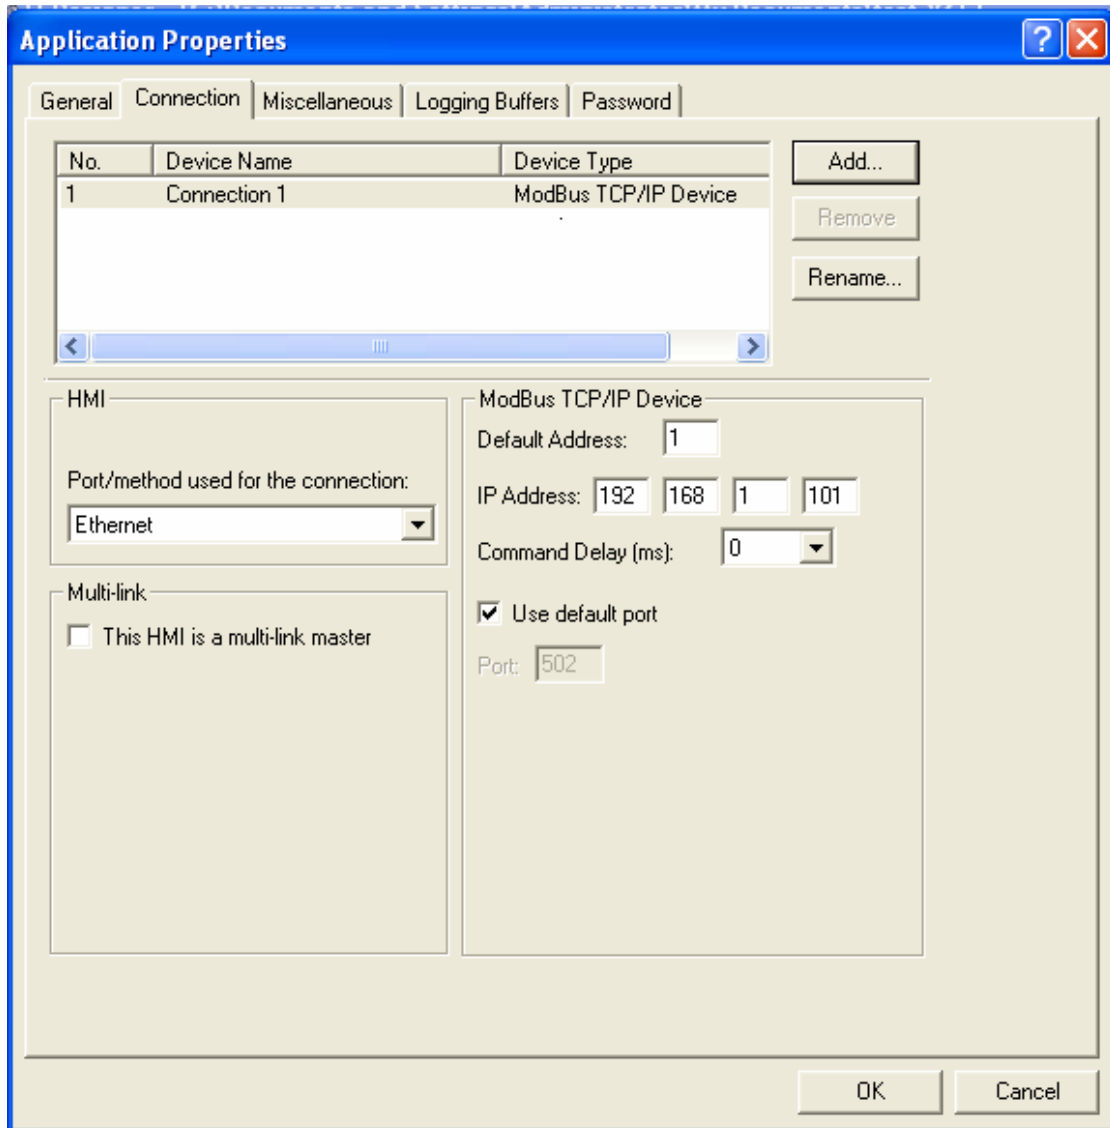 Application Properties
General Connection Miscellaneous Logging Buffers Password
No. Device Name Device Type
1 Connection 1 ModBus TCP/IP Device
Add...
Remove
Rename...
HMI
Port/method used for the connection:
Ethernet
Multi-link
This HMI is a multi-link master
ModBus TCP/IP Device
Default Address: 1
IP Address: 192 168 1 101
Command Delay (ms): 0
Use default port
Port: 502
OK Cancel